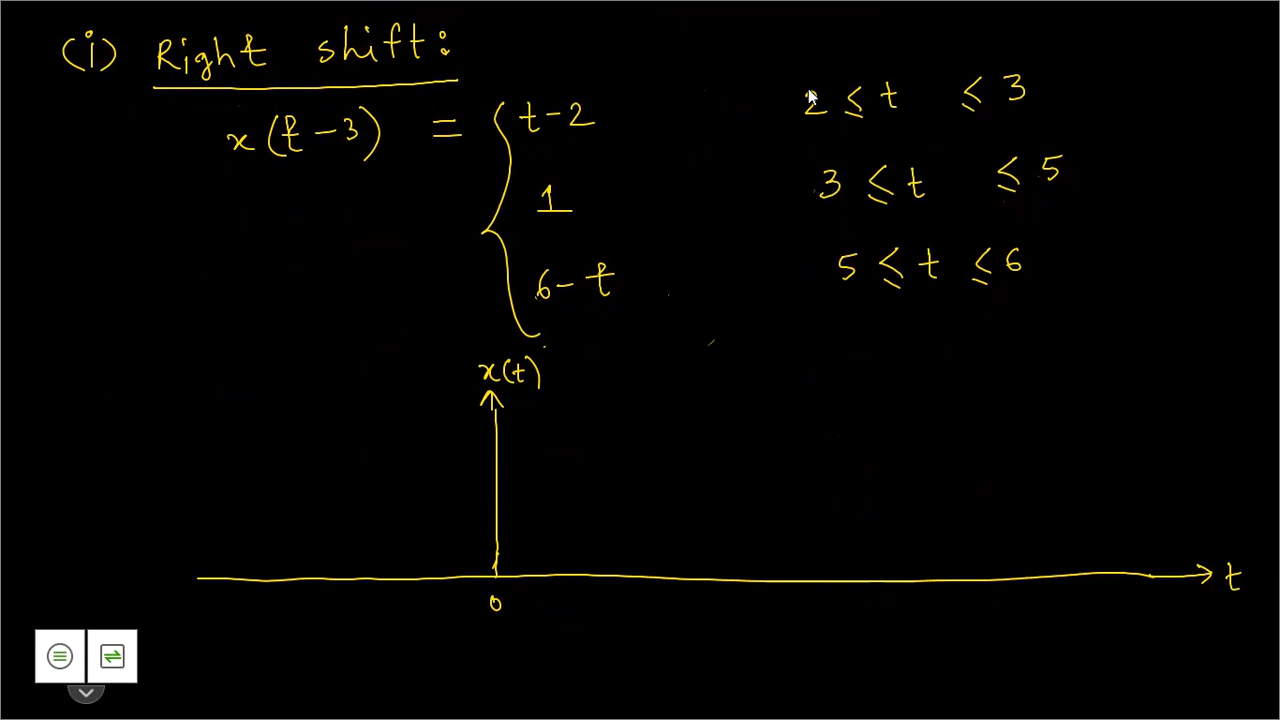 (i) Right shift:
x(t-3) = { t-2 2 ≤ t ≤ 3
1 3 ≤ t ≤ 5
6-t 5 ≤ t ≤ 6
x(t)
t
0